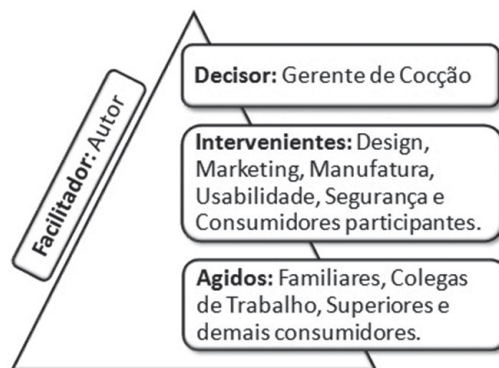 Facilitador: Autor
Decisor: Gerente de Cocção
Intervenientes: Design,
Marketing, Manufatura,
Usabilidade, Segurança e
Consumidores participantes.
Agidos: Familiares, Colegas
de Trabalho, Superiores e
demais consumidores.